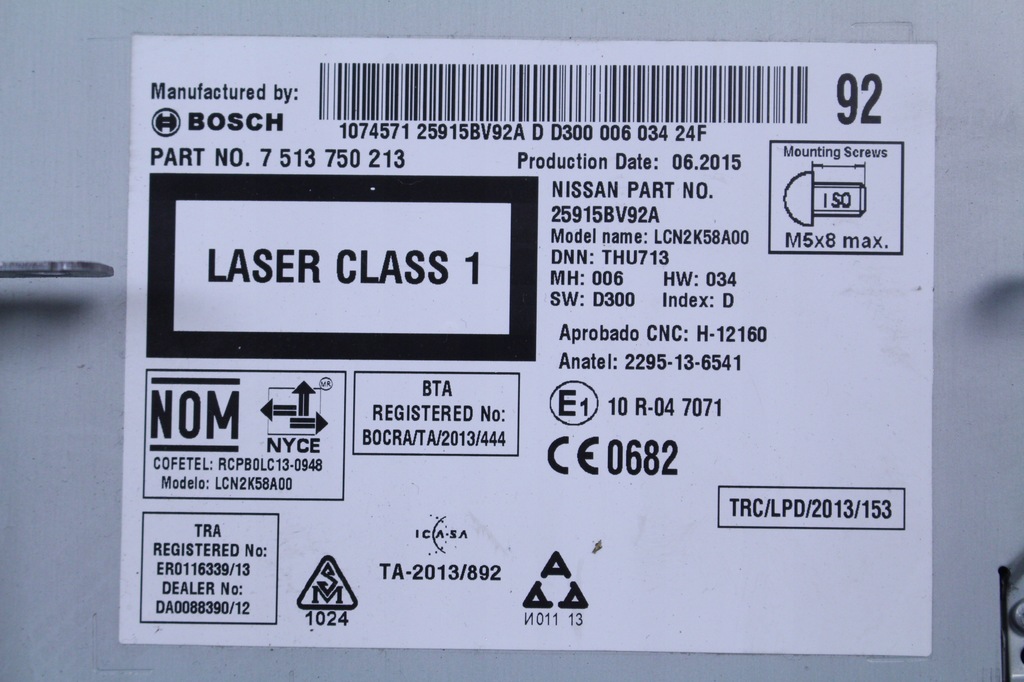 Manufactured by:
BOSCH
92
1074571 25915BV92A D D300 006 034 24F
PART NO. 7 513 750 213
Production Date: 06.2015
Mounting Screws
ISO
M5x8 max.
LASER CLASS 1
NISSAN PART NO.
25915BV92A
Model name: LCN2K58A00
DNN: THU713
MH: 006 HW: 034
SW: D300 Index: D
Aprobado CNC: H-12160
Anatel: 2295-13-6541
NOM
MR
NYCE
COFETEL: RCPBOLC13-0948
Modelo: LCN2K58A00
BTA
REGISTERED No:
BOCRA/TA/2013/444
E1 10 R-04 7071
CE 0682
TRC/LPD/2013/153
TRA
REGISTERED No:
ER0116339/13
DEALER No:
DA0088390/12
SM
1024
ICASA
TA-2013/892
И011 13